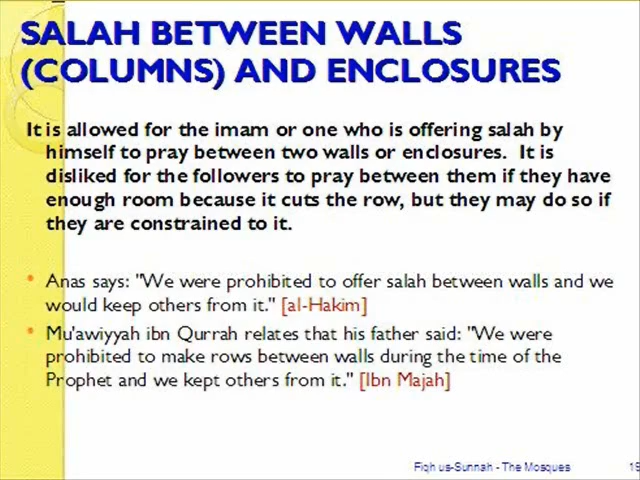 SALAH BETWEEN WALLS
(COLUMNS) AND ENCLOSURES
It is allowed for the imam or one who is offering salah by
himself to pray between two walls or enclosures. It is
disliked for the followers to pray between them if they have
enough room because it cuts the row, but they may do so if
they are constrained to it.
• Anas says: "We were prohibited to offer salah between walls and we
would keep others from it." [al-Hakim]
• Mu'awiyyah ibn Qurrah relates that his father said: "We were
prohibited to make rows between walls during the time of the
Prophet and we kept others from it." [Ibn Majah]
Fiqh us-Sunnah - The Mosques